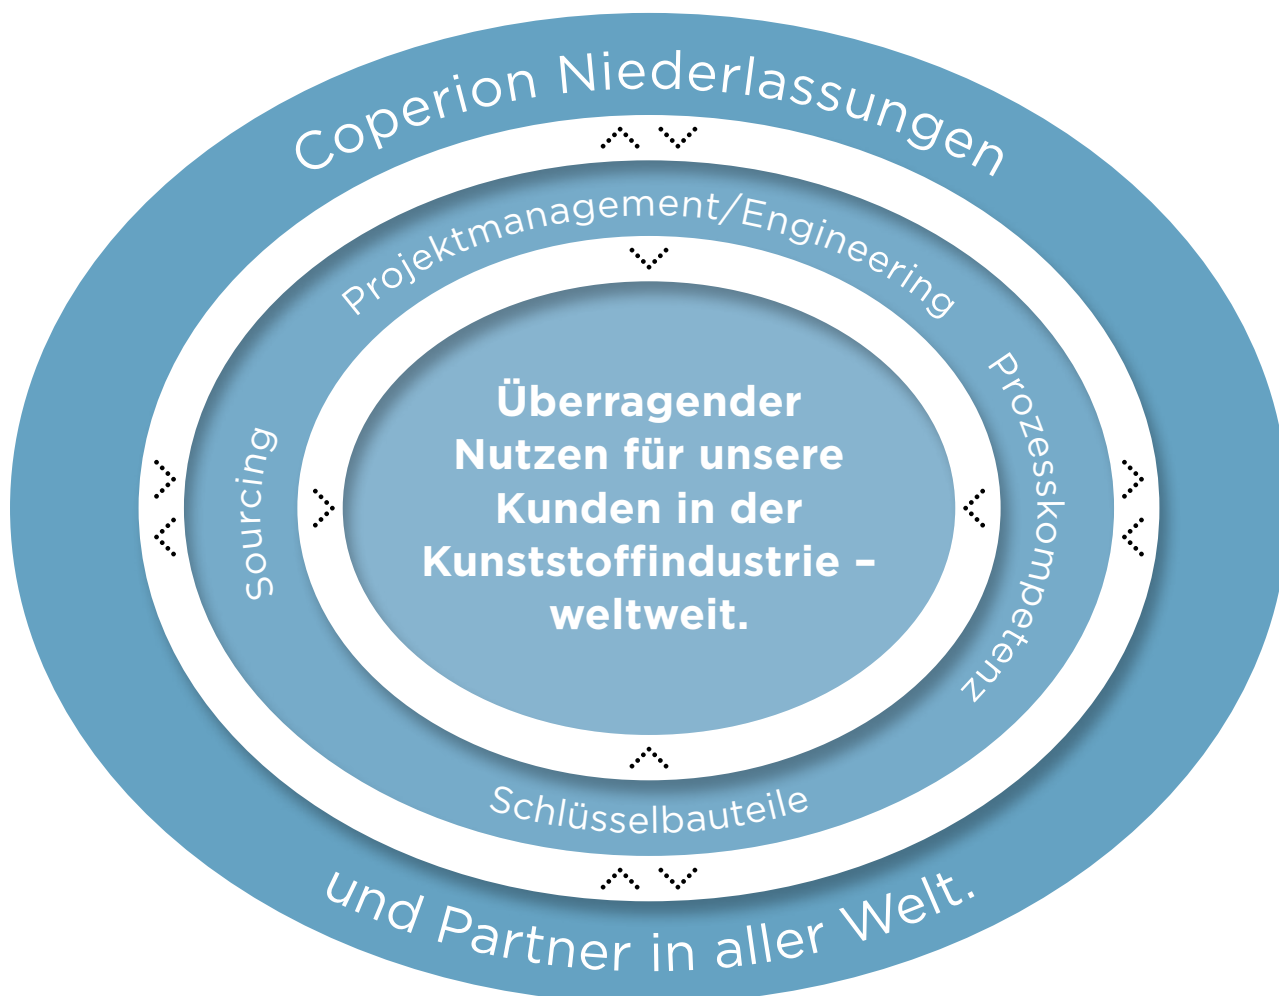 Coperion Niederlassungen
Projektmanagement/Engineering
Prozesskompetenz
Sourcing
Überragender
Nutzen für unsere
Kunden in der
Kunststoffindustrie –
weltweit.
Schlüsselbauteile
und Partner in aller Welt.